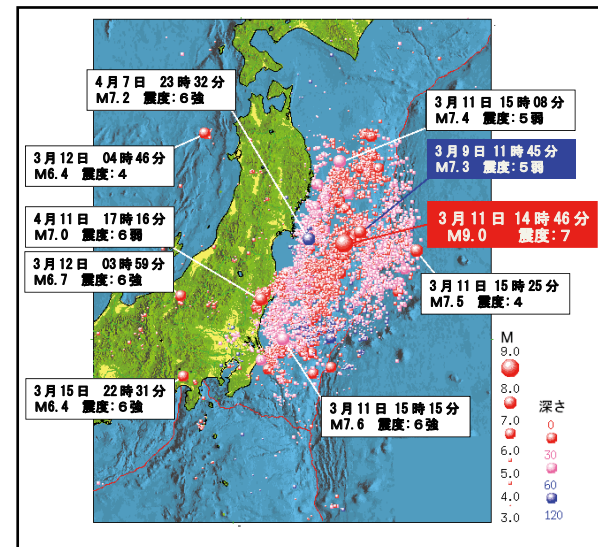 4月7日 23時32分
M7.2 震度:6強
3月11日 15時08分
M7.4 震度:5弱
3月9日 11時45分
M7.3 震度:5弱
3月12日 04時46分
M6.4 震度:4
3月11日 14時46分
M9.0 震度:7
4月11日 17時16分
M7.0 震度:6弱
3月12日 03時59分
M6.7 震度:6強
3月11日 15時25分
M7.5 震度:4
3月15日 22時31分
M6.4 震度:6強
3月11日 15時15分
M7.6 震度:6強
M
9.0
8.0
7.0
6.0
5.0
4.0
3.0
深さ
0
30
60
120